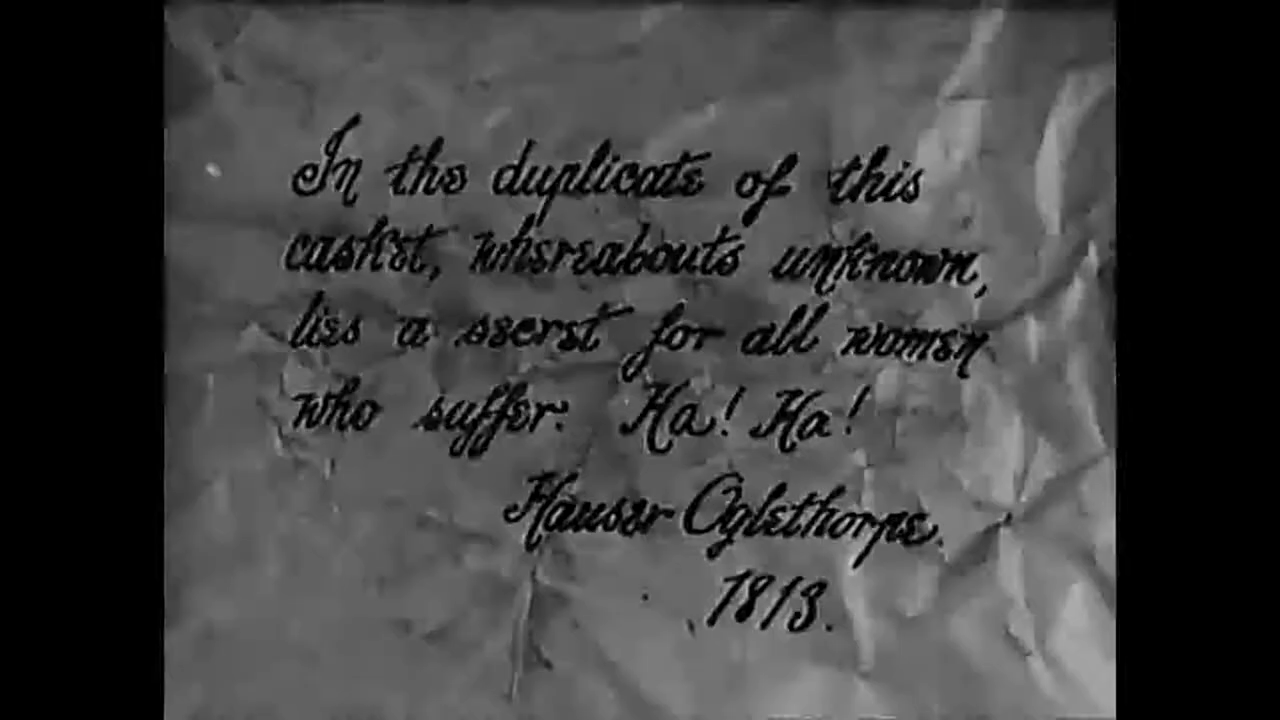 In the duplicate of this
casket, whereabouts unknown,
lies a secret for all women
who suffer. Ha! Ha!
Hauser Oglethorpe.
1813.